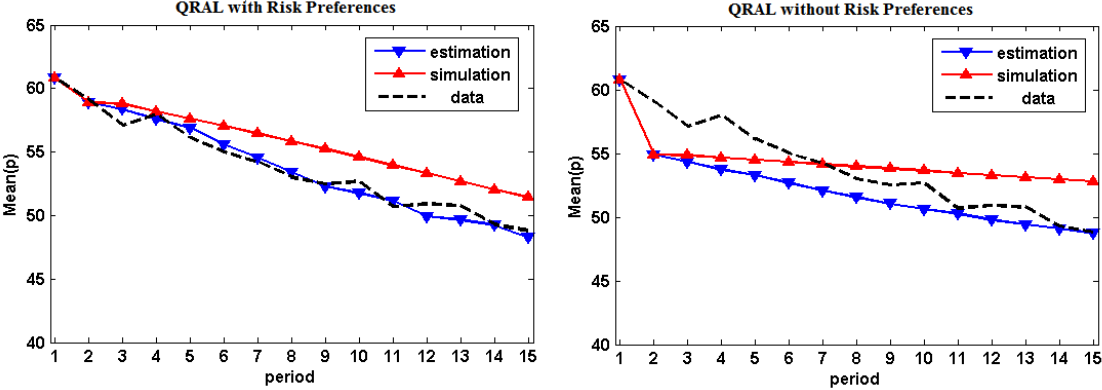 QRAL with Risk Preferences
65
60
55
50
45
40
Mean(p)
estimation
simulation
data
1 2 3 4 5 6 7 8 9 10 11 12 13 14 15
period
QRAL without Risk Preferences
65
60
55
50
45
40
Mean(p)
estimation
simulation
data
1 2 3 4 5 6 7 8 9 10 11 12 13 14 15
period